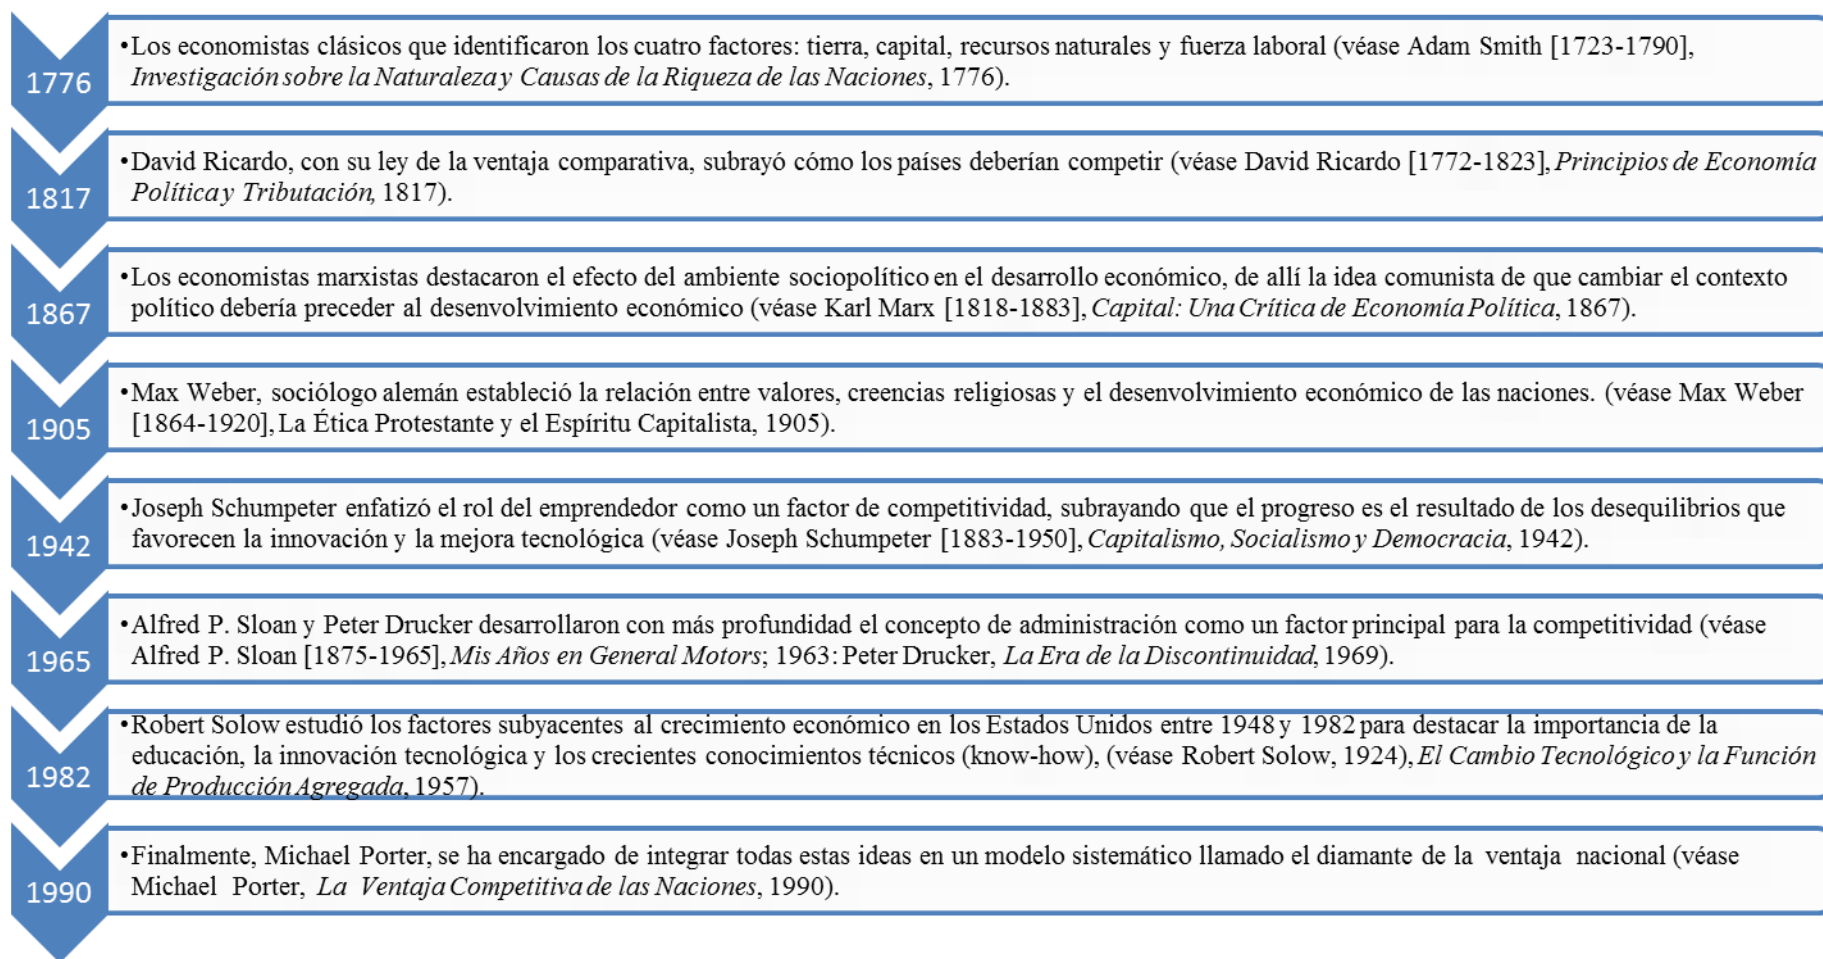 1776
•Los economistas clásicos que identificaron los cuatro factores: tierra, capital, recursos naturales y fuerza laboral (véase Adam Smith [1723-1790],
Investigación sobre la Naturaleza y Causas de la Riqueza de las Naciones, 1776).
1817
•David Ricardo, con su ley de la ventaja comparativa, subrayó cómo los países deberían competir (véase David Ricardo [1772-1823], Principios de Economía
Política y Tributación, 1817).
1867
•Los economistas marxistas destacaron el efecto del ambiente sociopolítico en el desarrollo económico, de allí la idea comunista de que cambiar el contexto
político debería preceder al desenvolvimiento económico (véase Karl Marx [1818-1883], Capital: Una Crítica de Economía Política, 1867).
1905
•Max Weber, sociólogo alemán estableció la relación entre valores, creencias religiosas y el desenvolvimiento económico de las naciones. (véase Max Weber
[1864-1920], La Ética Protestante y el Espíritu Capitalista, 1905).
1942
•Joseph Schumpeter enfatizó el rol del emprendedor como un factor de competitividad, subrayando que el progreso es el resultado de los desequilibrios que
favorecen la innovación y la mejora tecnológica (véase Joseph Schumpeter [1883-1950], Capitalismo, Socialismo y Democracia, 1942).
1965
•Alfred P. Sloan y Peter Drucker desarrollaron con más profundidad el concepto de administración como un factor principal para la competitividad (véase
Alfred P. Sloan [1875-1965], Mis Años en General Motors; 1963: Peter Drucker, La Era de la Discontinuidad, 1969).
1982
•Robert Solow estudió los factores subyacentes al crecimiento económico en los Estados Unidos entre 1948 y 1982 para destacar la importancia de la
educación, la innovación tecnológica y los crecientes conocimientos técnicos (know-how), (véase Robert Solow, 1924), El Cambio Tecnológico y la Función
de Producción Agregada, 1957).
1990
•Finalmente, Michael Porter, se ha encargado de integrar todas estas ideas en un modelo sistemático llamado el diamante de la ventaja nacional (véase
Michael Porter, La Ventaja Competitiva de las Naciones, 1990).